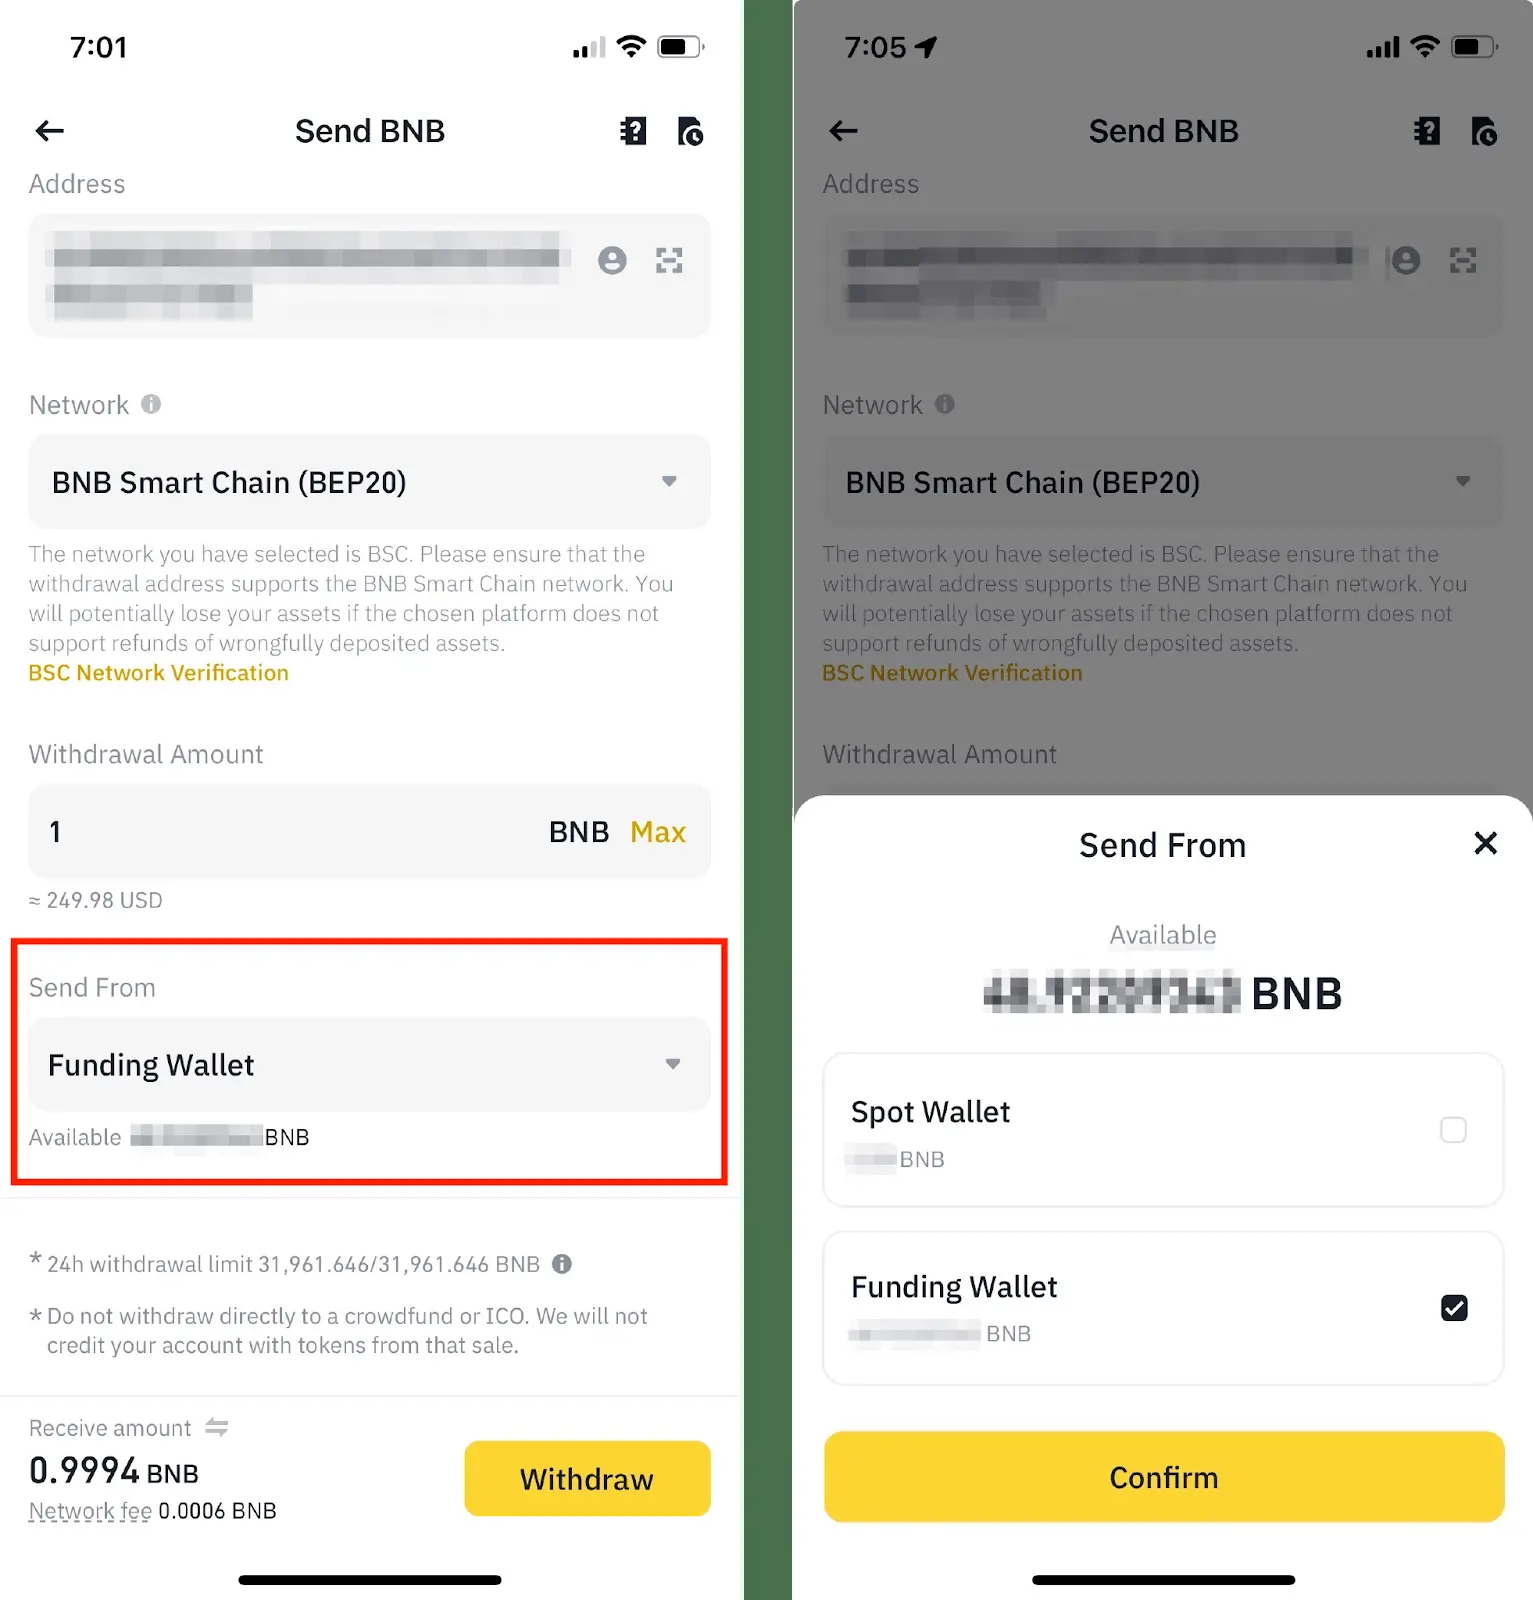 7:01
Send BNB
Address
Network
BNB Smart Chain (BEP20)
The network you have selected is BSC. Please ensure that the
withdrawal address supports the BNB Smart Chain network. You
will potentially lose your assets if the chosen platform does not
support refunds of wrongfully deposited assets.
BSC Network Verification
Withdrawal Amount
1 BNB Max
≈ 249.98 USD
Send From
Funding Wallet
Available BNB
* 24h withdrawal limit 31,961.646/31,961.646 BNB
* Do not withdraw directly to a crowdfund or ICO. We will not
credit your account with tokens from that sale.
Receive amount
0.9994 BNB
Network fee 0.0006 BNB
Withdraw
7:05
Send BNB
Address
Network
BNB Smart Chain (BEP20)
The network you have selected is BSC. Please ensure that the
withdrawal address supports the BNB Smart Chain network. You
will potentially lose your assets if the chosen platform does not
support refunds of wrongfully deposited assets.
BSC Network Verification
Withdrawal Amount
Send From
Available
BNB
Spot Wallet
BNB
Funding Wallet
BNB
Confirm